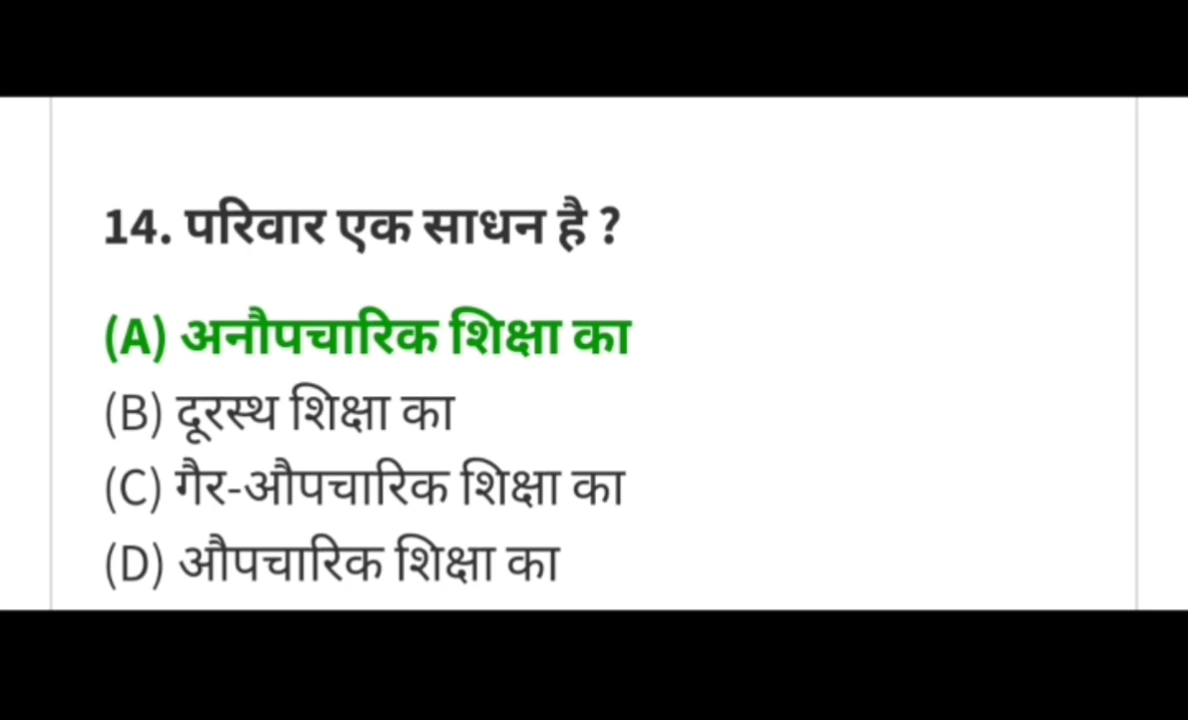 14. परिवार एक साधन है ?
(A) अनौपचारिक शिक्षा का
(B) दूरस्थ शिक्षा का
(C) गैर-औपचारिक शिक्षा का
(D) औपचारिक शिक्षा का